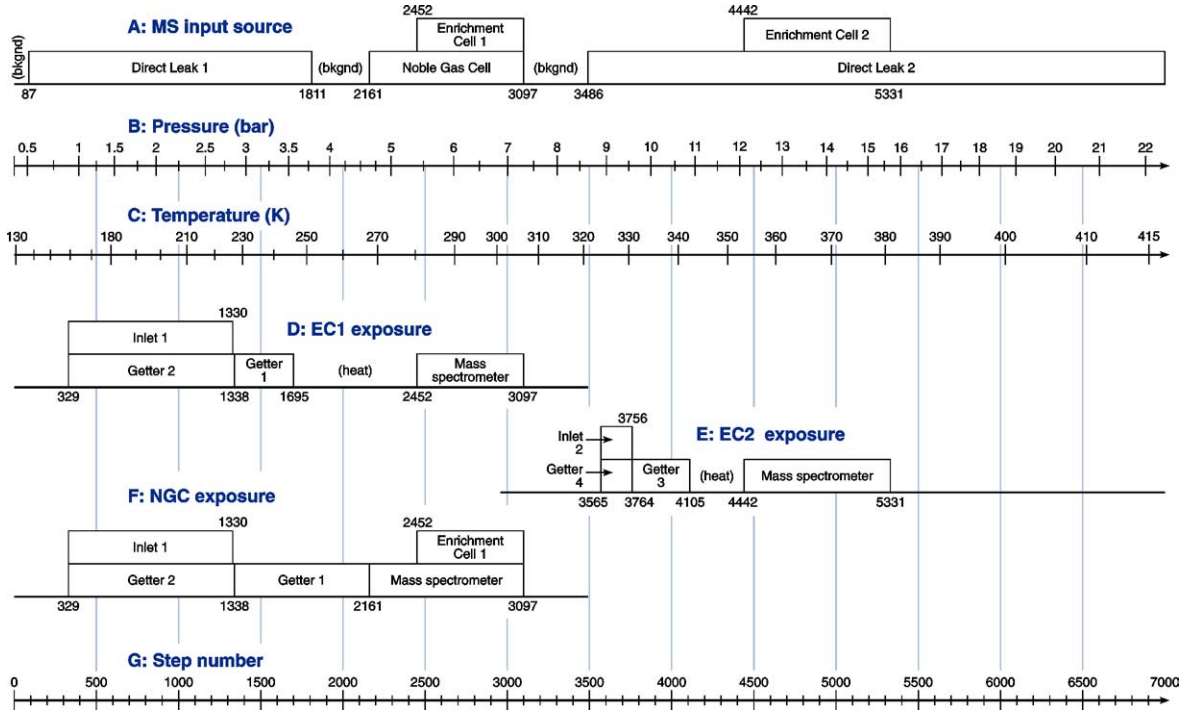 A: MS input source
2452
4442
(bkgnd)
Enrichment
Cell 1
Enrichment Cell 2
Direct Leak 1
(bkgnd)
Noble Gas Cell
(bkgnd)
Direct Leak 2
87
1811
2161
3097
3486
5331
B: Pressure (bar)
0.5 1 1.5 2 2.5 3 3.5 4 5 6 7 8 9 10 11 12 13 14 15 16 17 18 19 20 21 22
C: Temperature (K)
130 180 210 230 250 270 290 300 310 320 330 340 350 360 370 380 390 400 410 415
1330
D: EC1 exposure
Inlet 1
Getter 2
Getter
1
(heat)
Mass
spectrometer
329 1338 1695 2452 3097
3756
E: EC2 exposure
Inlet
2
Getter
4
Getter
3
(heat)
Mass spectrometer
3565 3764 4105 4442 5331
F: NGC exposure
1330
2452
Inlet 1
Enrichment
Cell 1
Getter 2
Getter 1
Mass spectrometer
329 1338 2161 3097
G: Step number
0 500 1000 1500 2000 2500 3000 3500 4000 4500 5000 5500 6000 6500 7000